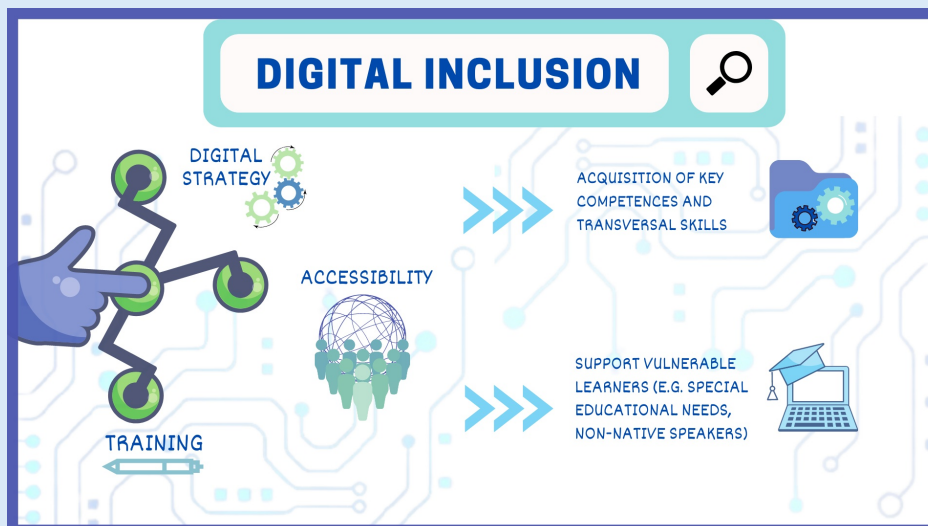 DIGITAL INCLUSION
DIGITAL
STRATEGY
ACCESSIBILITY
TRAINING
ACQUISITION OF KEY
COMPETENCES AND
TRANSVERSAL SKILLS
SUPPORT VULNERABLE
LEARNERS (E.G. SPECIAL
EDUCATIONAL NEEDS,
NON-NATIVE SPEAKERS)